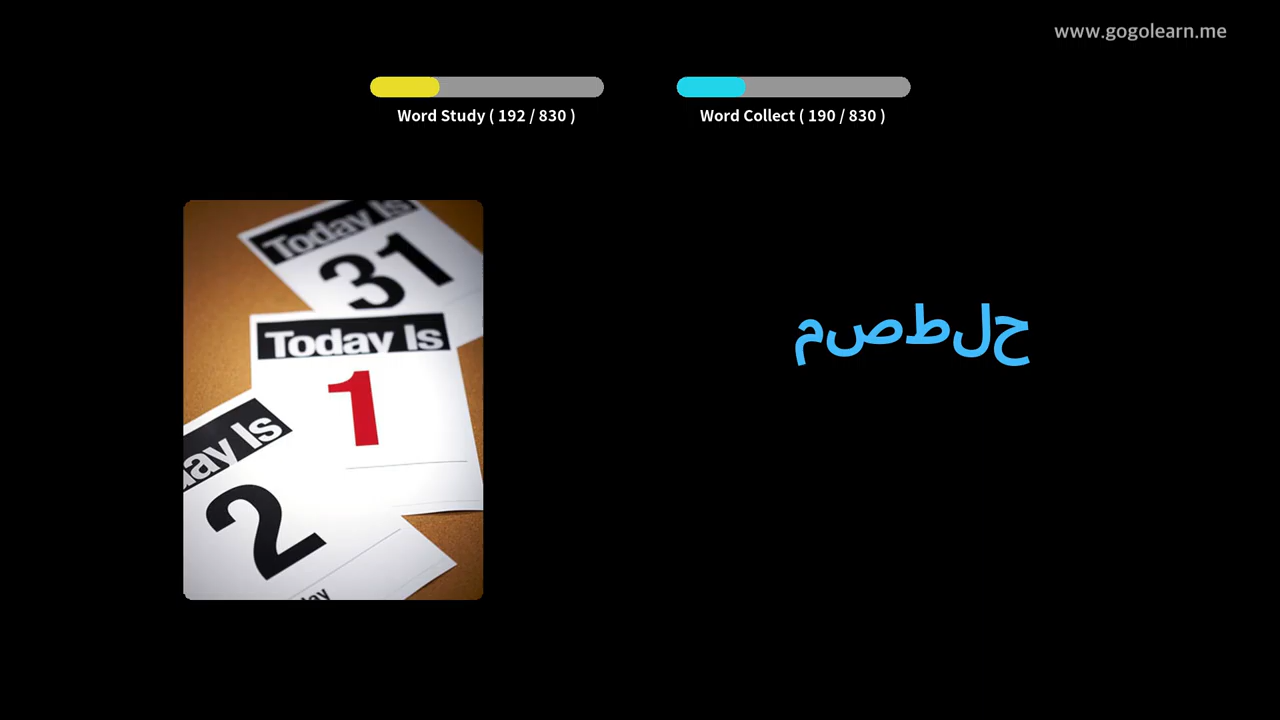 www.gogolearn.me
Word Study ( 192 / 830 )
Word Collect ( 190 / 830 )
Today Is
31
Today Is
1
ay Is
2
حلطصم